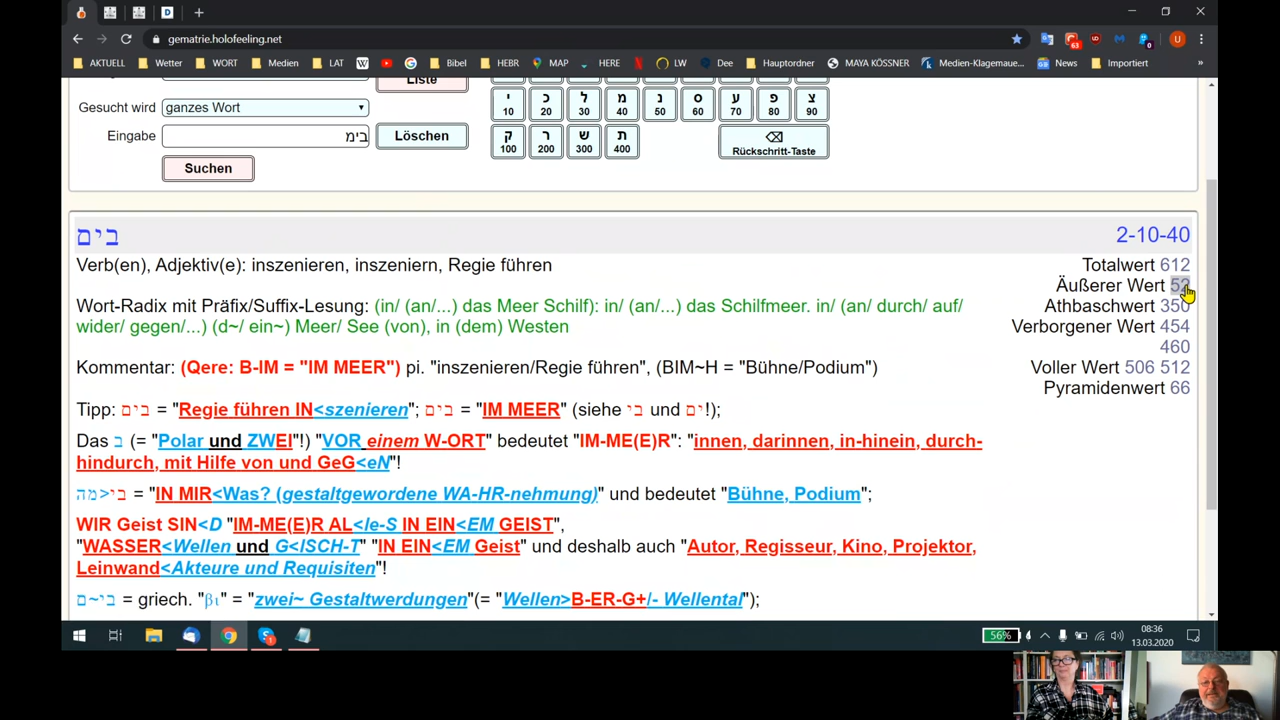 gematrie.holofeeling.net
63
0
U
AKTUELL Wetter WORT Medien LAT Bibel HEBR MAP HERE LW Dee Hauptordner MAYA KÖSSNER Medien-Klagemaue... News Importiert »
Liste
Gesucht wird ganzes Wort
Eingabe בימ Löschen
Suchen
י כ ל מ נ ס ע פ צ
10 20 30 40 50 60 70 80 90
ק ר ש ת
100 200 300 400
Rückschritt-Taste
בים 2-10-40
Verb(en), Adjektiv(e): inszenieren, inszeniern, Regie führen
Totalwert 612
Äußerer Wert 52
Athbaschwert 350
Verborgener Wert 454
460
Voller Wert 506 512
Pyramidenwert 66
Wort-Radix mit Präfix/Suffix-Lesung: (in/ (an/...) das Meer Schilf): in/ (an/...) das Schilfmeer. in/ (an/ durch/ auf/
wider/ gegen/...) (d~/ ein~) Meer/ See (von), in (dem) Westen
Kommentar: (Qere: B-IM = "IM MEER") pi. "inszenieren/Regie führen", (BIM~H = "Bühne/Podium")
Tipp: בים = "Regie führen IN<szenieren"; בים = "IM MEER" (siehe בי und ים!);
Das ב (= "Polar und ZWEI"!) "VOR einem W-ORT" bedeutet "IM-ME(E)R": "innen, darinnen, in-hinein, durch-
hindurch, mit Hilfe von und GeG<eN"!
בי<מה = "IN MIR<Was? (gestaltgewordene WA-HR-nehmung)" und bedeutet "Bühne, Podium";
WIR Geist SIN<D "IM-ME(E)R AL<le-S IN EIN<EM GEIST",
"WASSER<Wellen und G<ISCH-T" "IN EIN<EM Geist" und deshalb auch "Autor, Regisseur, Kino, Projektor,
Leinwand<Akteure und Requisiten"!
בי~ם = griech. "βι" = "zwei~ Gestaltwerdungen"(= "Wellen>B-ER-G+/- Wellental");
56%
08:36
13.03.2020